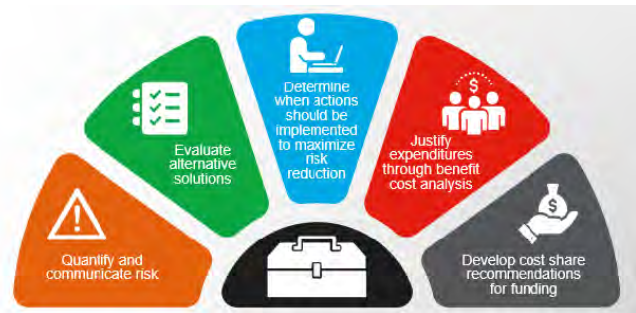 Quantify and
communicate risk
Evaluate
alternative
solutions
Determine
when actions
should be
implemented
to maximize
risk
reduction
$
Justify
expenditures
through benefit
cost analysis
$
Develop cost share
recommendations
for funding